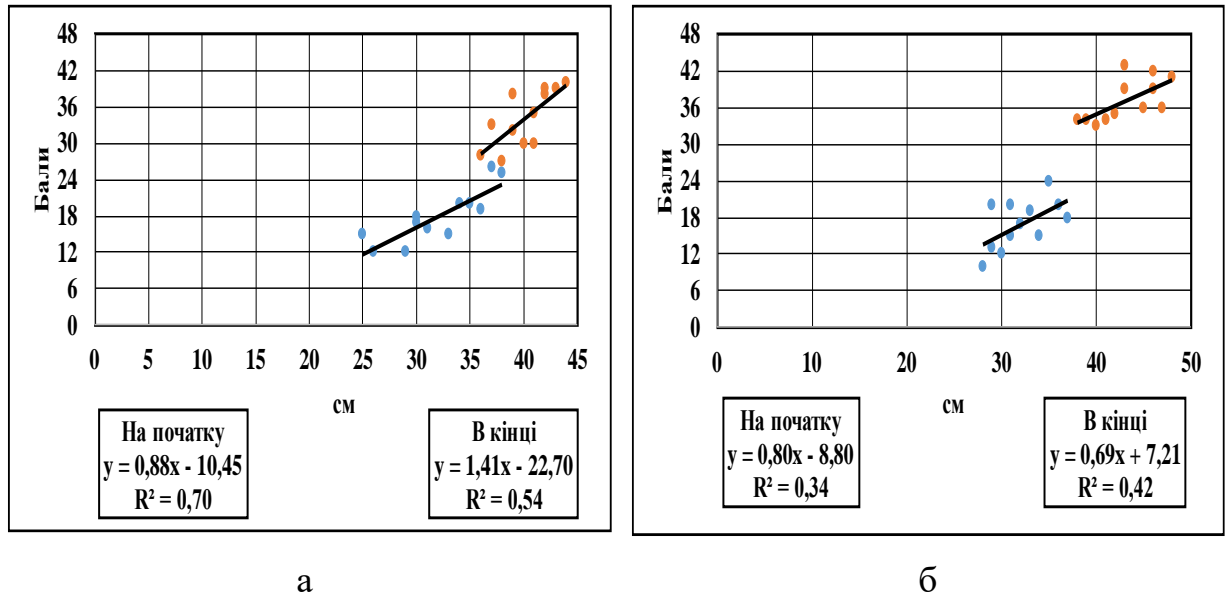 48
42
36
30
24
18
12
6
0
Бали
0 5 10 15 20 25 30 35 40 45
см
На початку
y = 0,88x - 10,45
R² = 0,70
В кінці
y = 1,41x - 22,70
R² = 0,54
а
48
42
36
30
24
18
12
6
0
Бали
0 10 20 30 40 50
см
На початку
y = 0,80x - 8,80
R² = 0,34
В кінці
y = 0,69x + 7,21
R² = 0,42
б